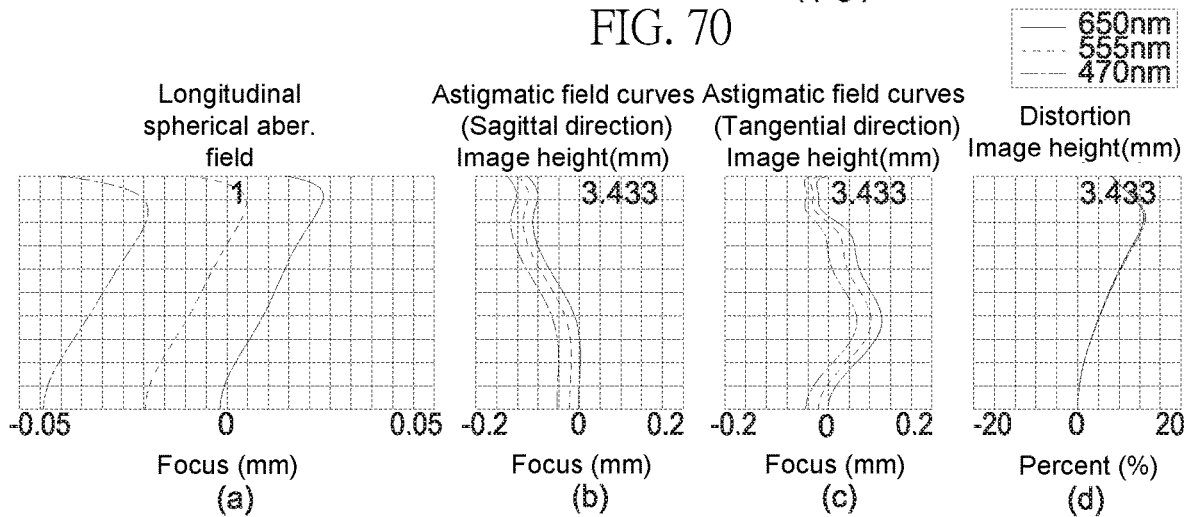 FIG. 70
650nm
555nm
470nm
Longitudinal
spherical aber.
field
Astigmatic field curves
(Sagittal direction)
Image height(mm)
Astigmatic field curves
(Tangential direction)
Image height(mm)
Distortion
Image height(mm)
1
3.433
3.433
3.433
-0.05 0 0.05
-0.2 0 0.2
-0.2 0 0.2
-20 0 20
Focus (mm)
Focus (mm)
Focus (mm)
Percent (%)
(a)
(b)
(c)
(d)